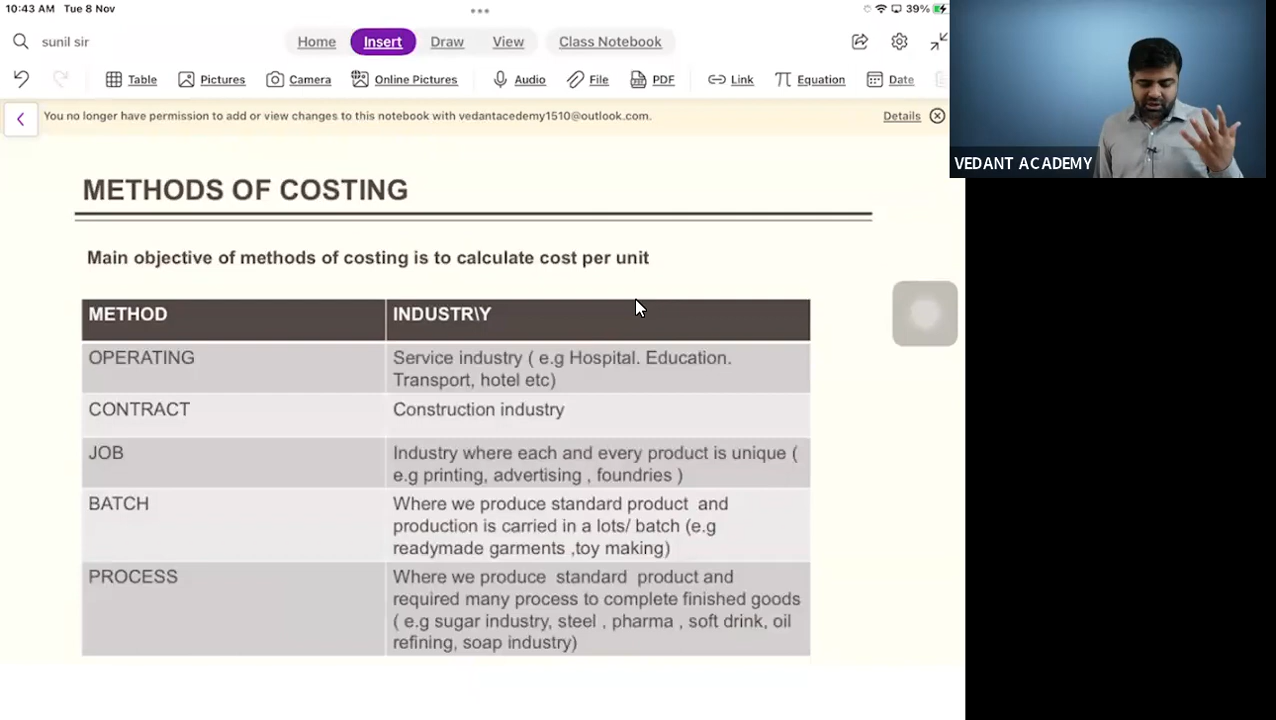 10:43 AM Tue 8 Nov
39%
sunil sir
Home Insert Draw View Class Notebook
Table Pictures Camera Online Pictures Audio File PDF Link Equation Date
You no longer have permission to add or view changes to this notebook with vedantacedemy1510@outlook.com.
Details
VEDANT ACADEMY
METHODS OF COSTING
Main objective of methods of costing is to calculate cost per unit
METHOD INDUSTR\Y
OPERATING Service industry ( e.g Hospital. Education.
Transport, hotel etc)
CONTRACT Construction industry
JOB Industry where each and every product is unique (
e.g printing, advertising , foundries )
BATCH Where we produce standard product and
production is carried in a lots/ batch (e.g
readymade garments ,toy making)
PROCESS Where we produce standard product and
required many process to complete finished goods
( e.g sugar industry, steel , pharma , soft drink, oil
refining, soap industry)